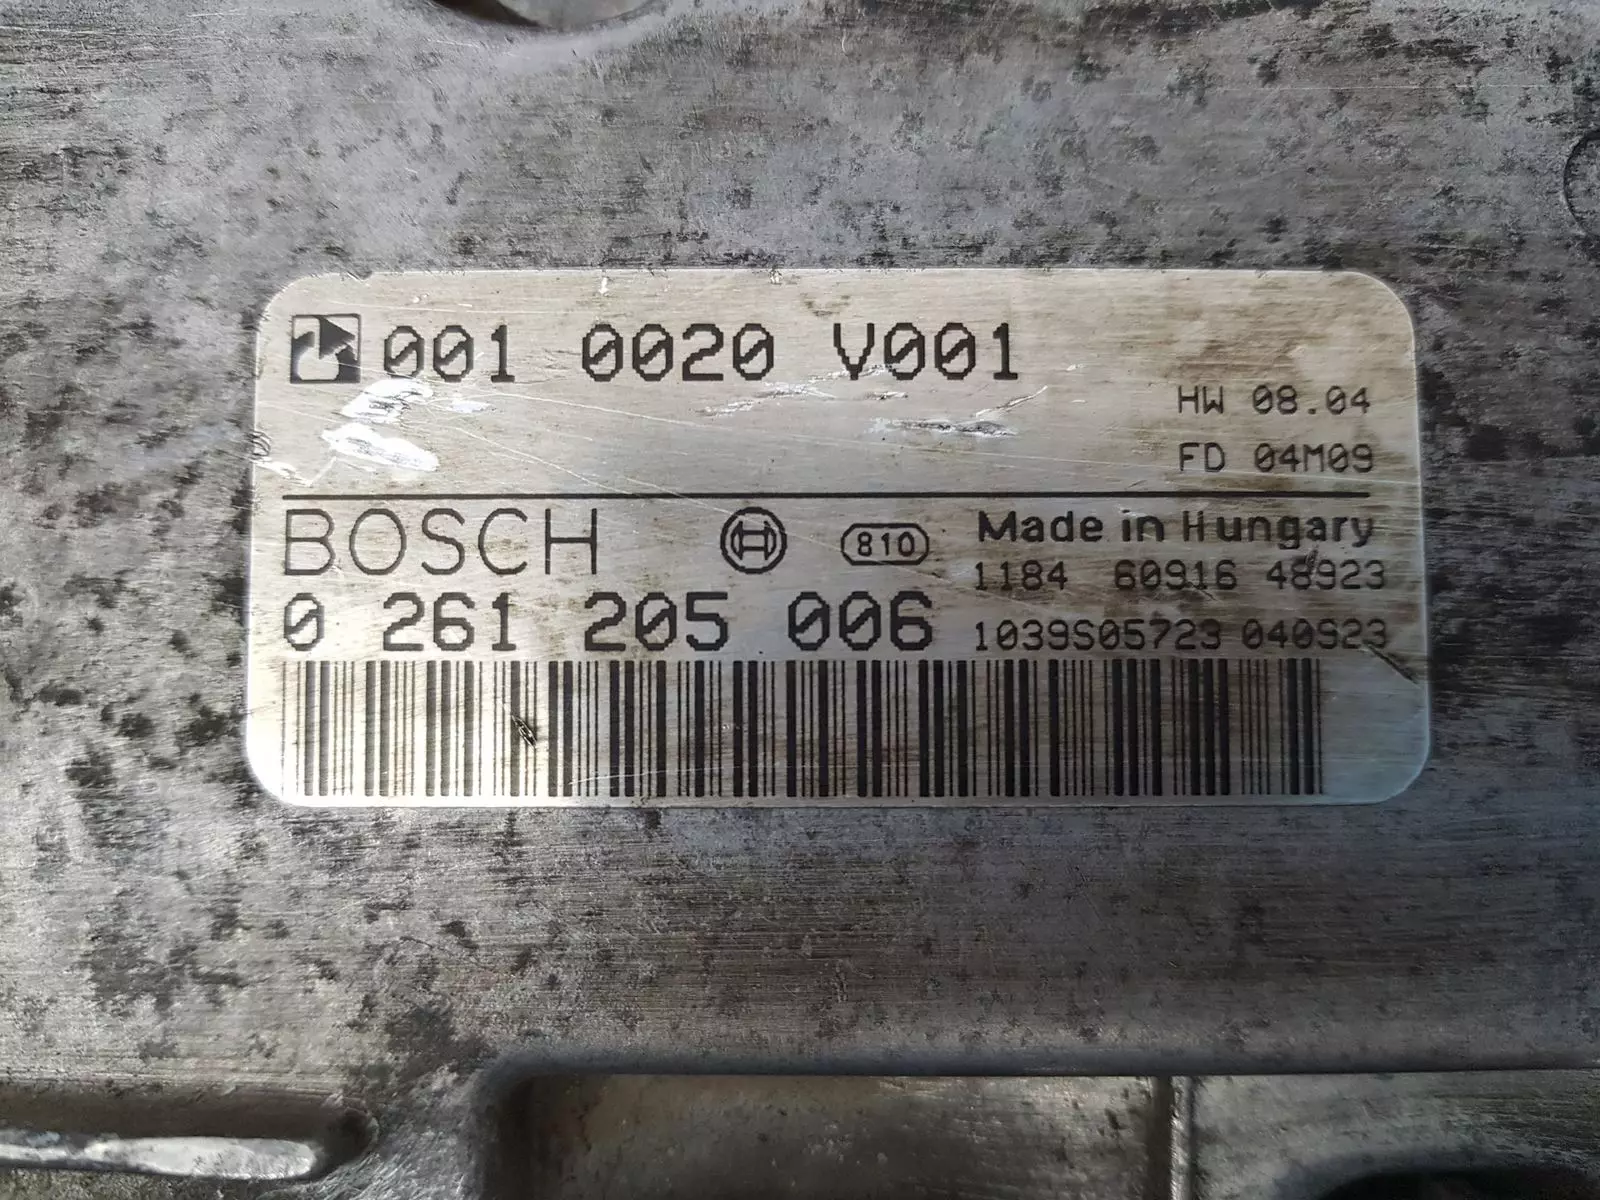 001 0020 V001
HW 08.04
FD 04M09
BOSCH 810 Made in Hungary
1184 60916 48923
0 261 205 006 1039S05723 040923